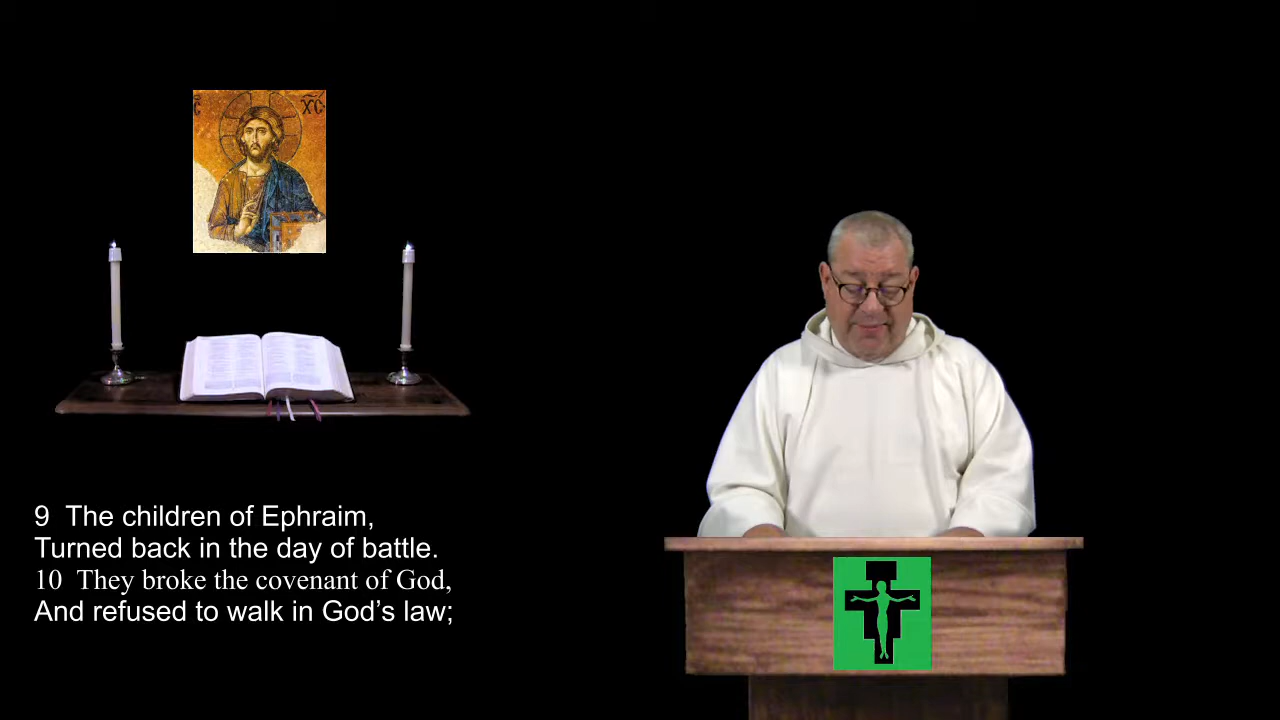 9  The children of Ephraim,
Turned back in the day of battle.
10  They broke the covenant of God,
And refused to walk in God’s law;